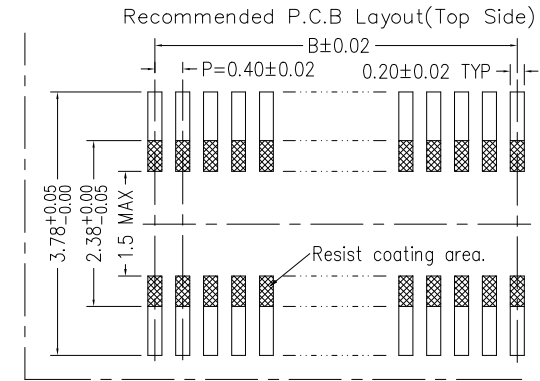 Recommended P.C.B Layout(Top Side)
B±0.02
P=0.40±0.02
0.20±0.02 TYP
3.78+0.05 -0.00
2.38+0.00 -0.05
1.5 MAX
Resist coating area.